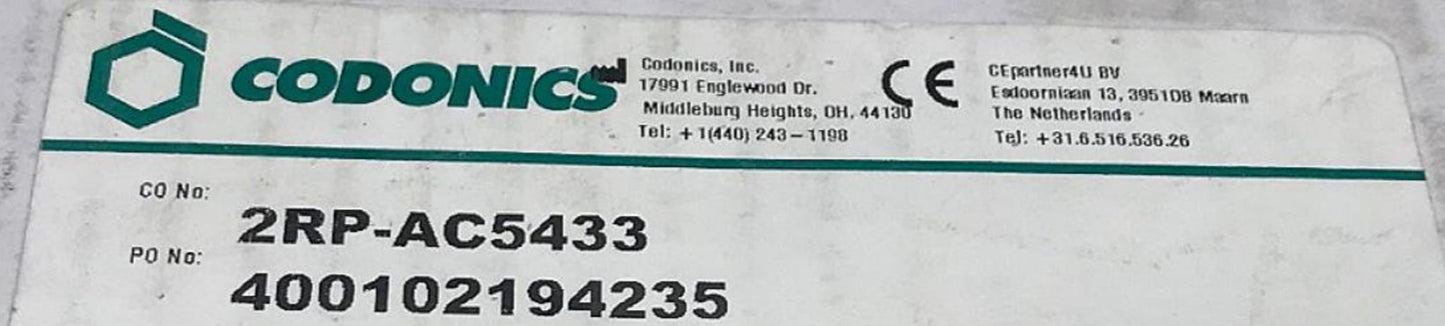 CODONICS
Codonics, Inc.
17991 Englewood Dr.
Middleburg Heights, OH, 44130
Tel: + 1(440) 243-1198
CE
CEpartner4U BV
Esdoornlaan 13, 3951DB Maarn
The Netherlands
Tel: +31.6.516.536.26
CO No:
2RP-AC5433
PO No:
400102194235